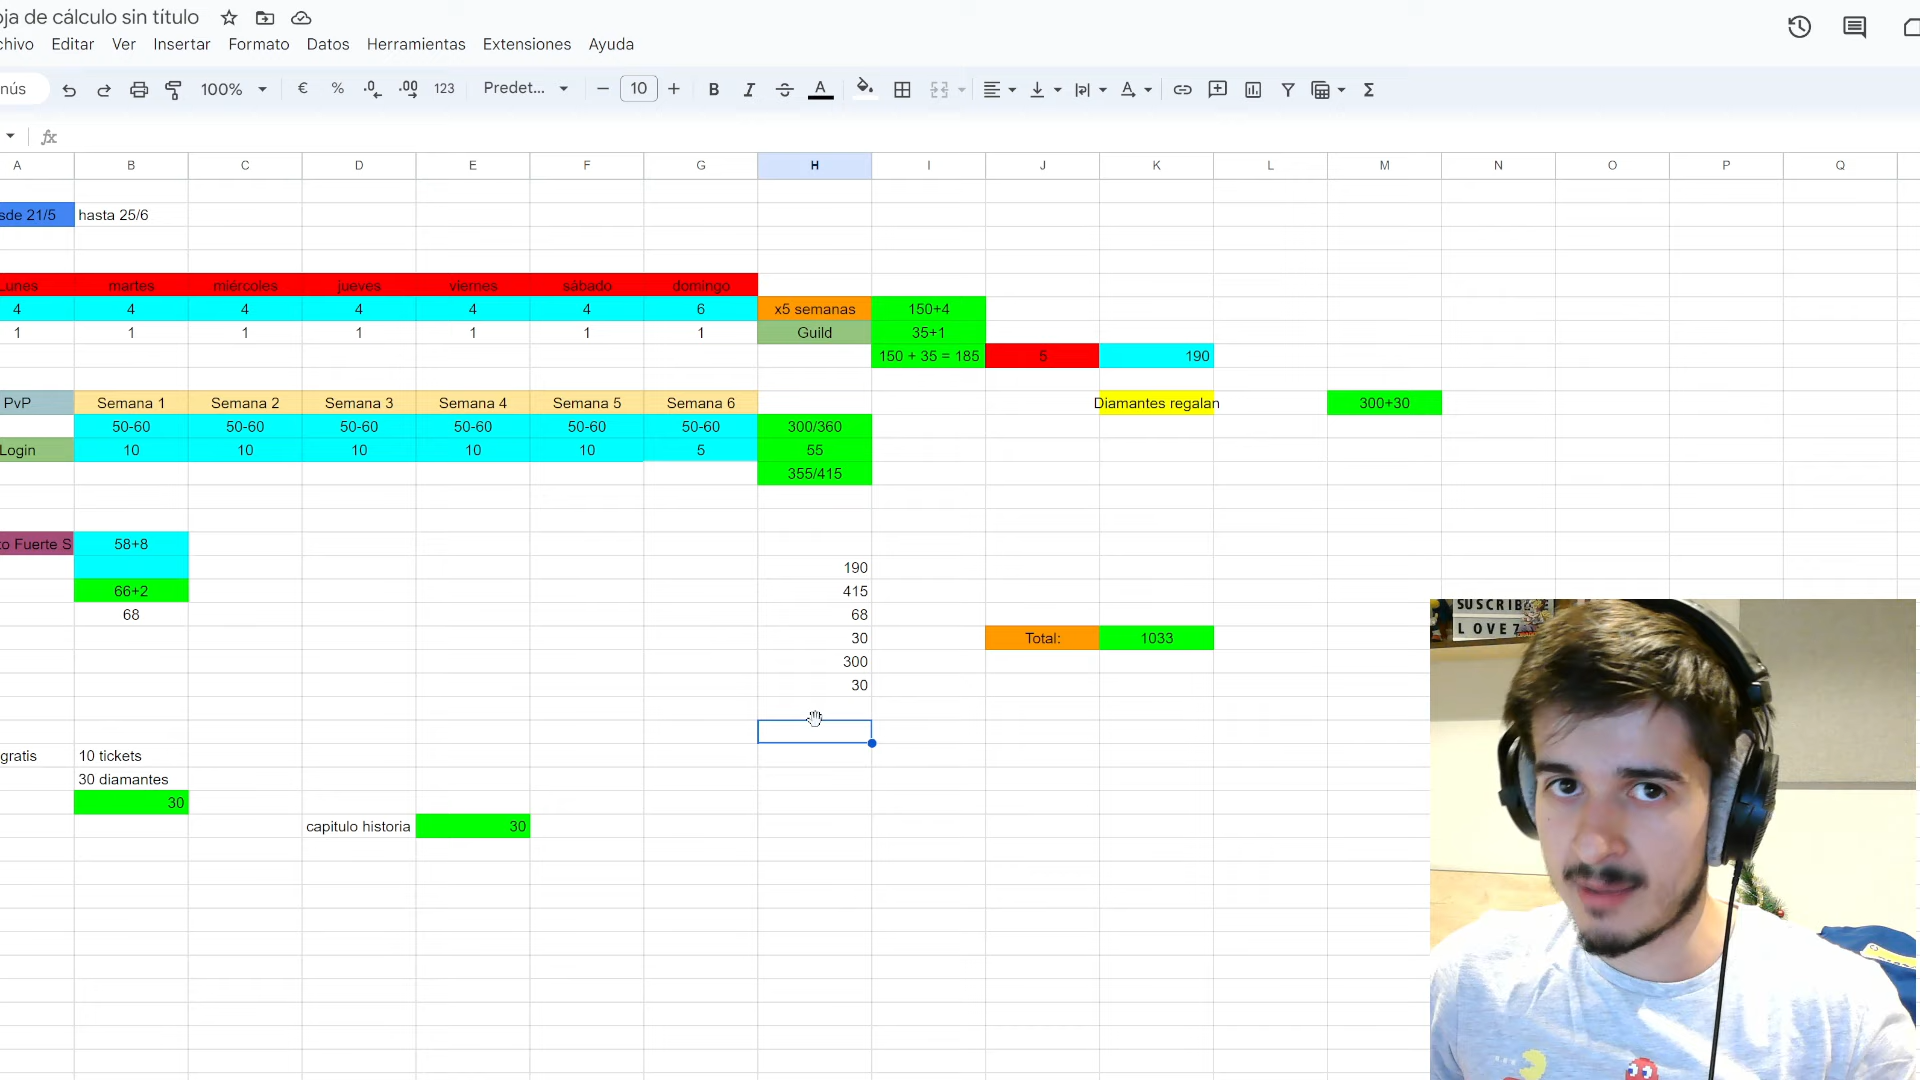 oja de cálculo sin título
chivo Editar Ver Insertar Formato Datos Herramientas Extensiones Ayuda
nús 100% € % .0 .00 123 Predet... 10 B I S A Σ
fx
A B C D E F G H I J K L M N O P Q
sde 21/5 hasta 25/6
Lunes martes miércoles jueves viernes sábado domingo
4 4 4 4 4 4 6 x5 semanas 150+4
1 1 1 1 1 1 1 Guild 35+1
150 + 35 = 185 5 190
PvP Semana 1 Semana 2 Semana 3 Semana 4 Semana 5 Semana 6 Diamantes regalan 300+30
50-60 50-60 50-60 50-60 50-60 50-60 300/360
Login 10 10 10 10 10 5 55
355/415
to Fuerte S 58+8
190
66+2 415
68 68
30 Total: 1033
300
30
gratis 10 tickets
30 diamantes
30
capitulo historia 30
SUSCRIBE
LOVE7